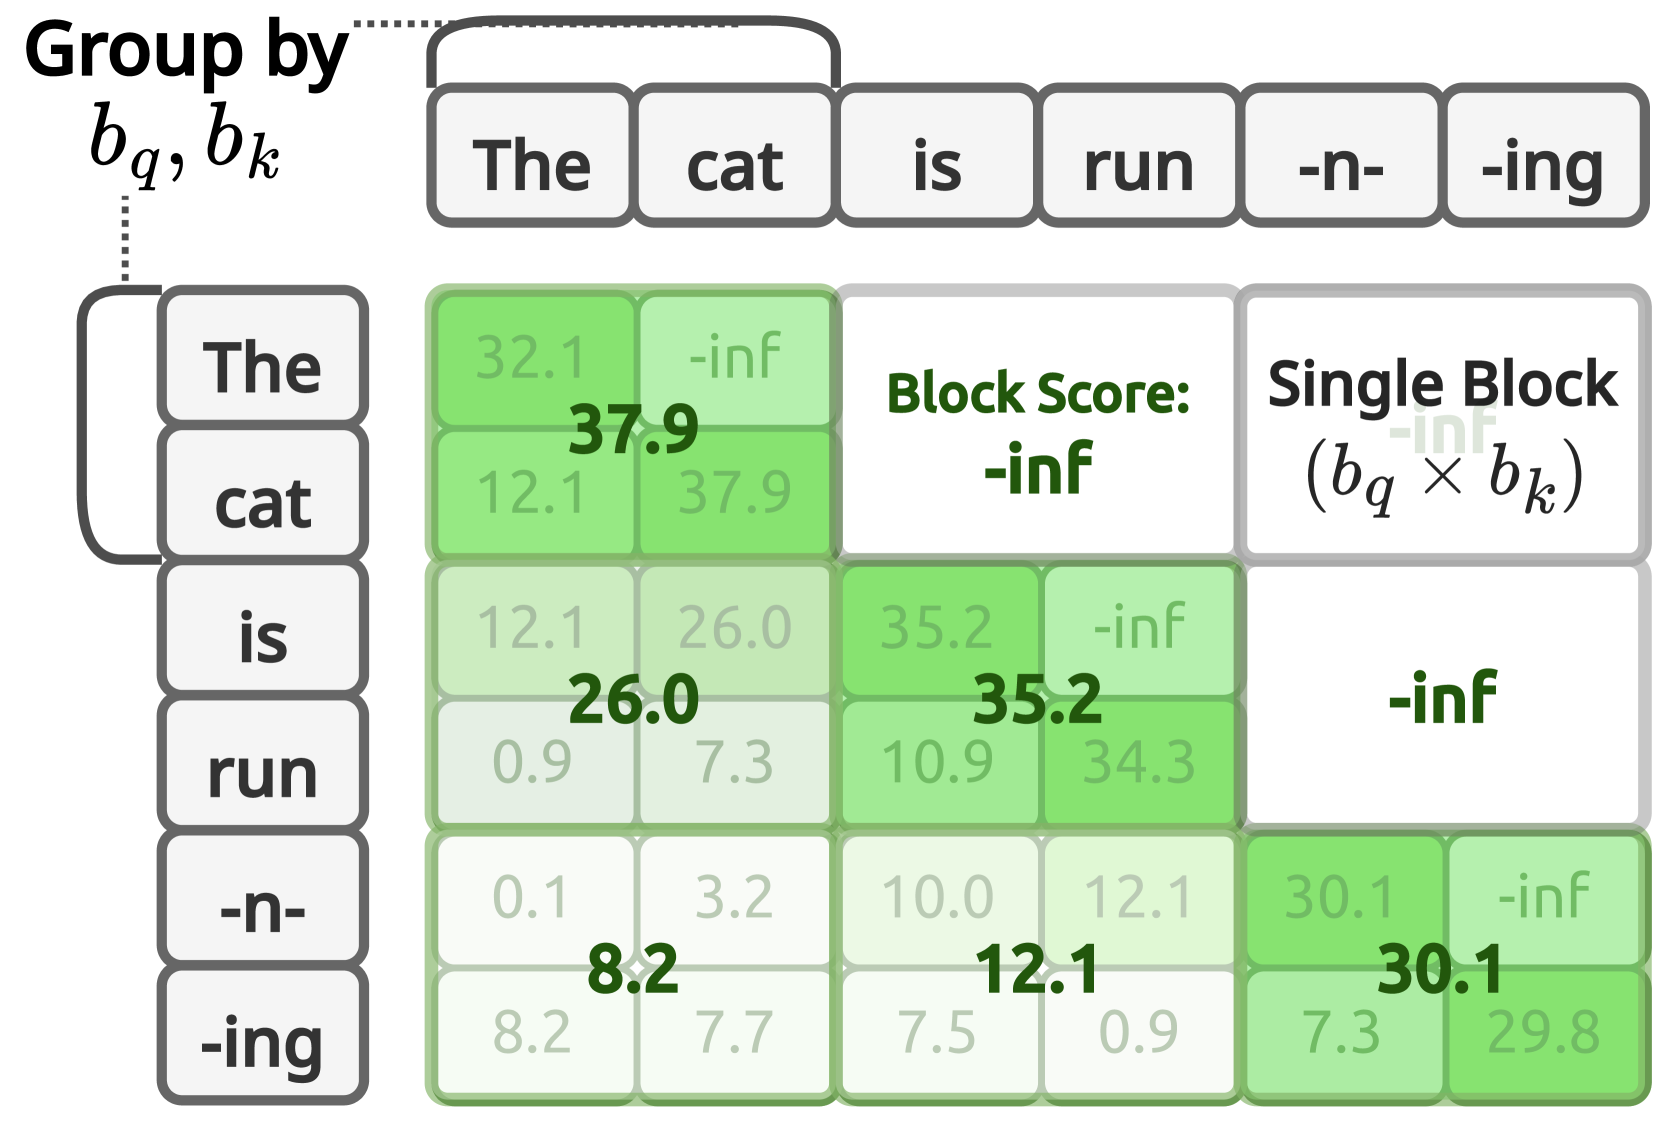 Group by
b_q, b_k
The cat is run -n- -ing
The
32.1 -inf
Block Score:
-inf
Single Block
-inf
(b_q × b_k)
37.9
cat
12.1 37.9
is
12.1 26.0 35.2 -inf
26.0 35.2 -inf
run
0.9 7.3 10.9 34.3
-n-
0.1 3.2 10.0 12.1 30.1 -inf
8.2 12.1 30.1
-ing
8.2 7.7 7.5 0.9 7.3 29.8